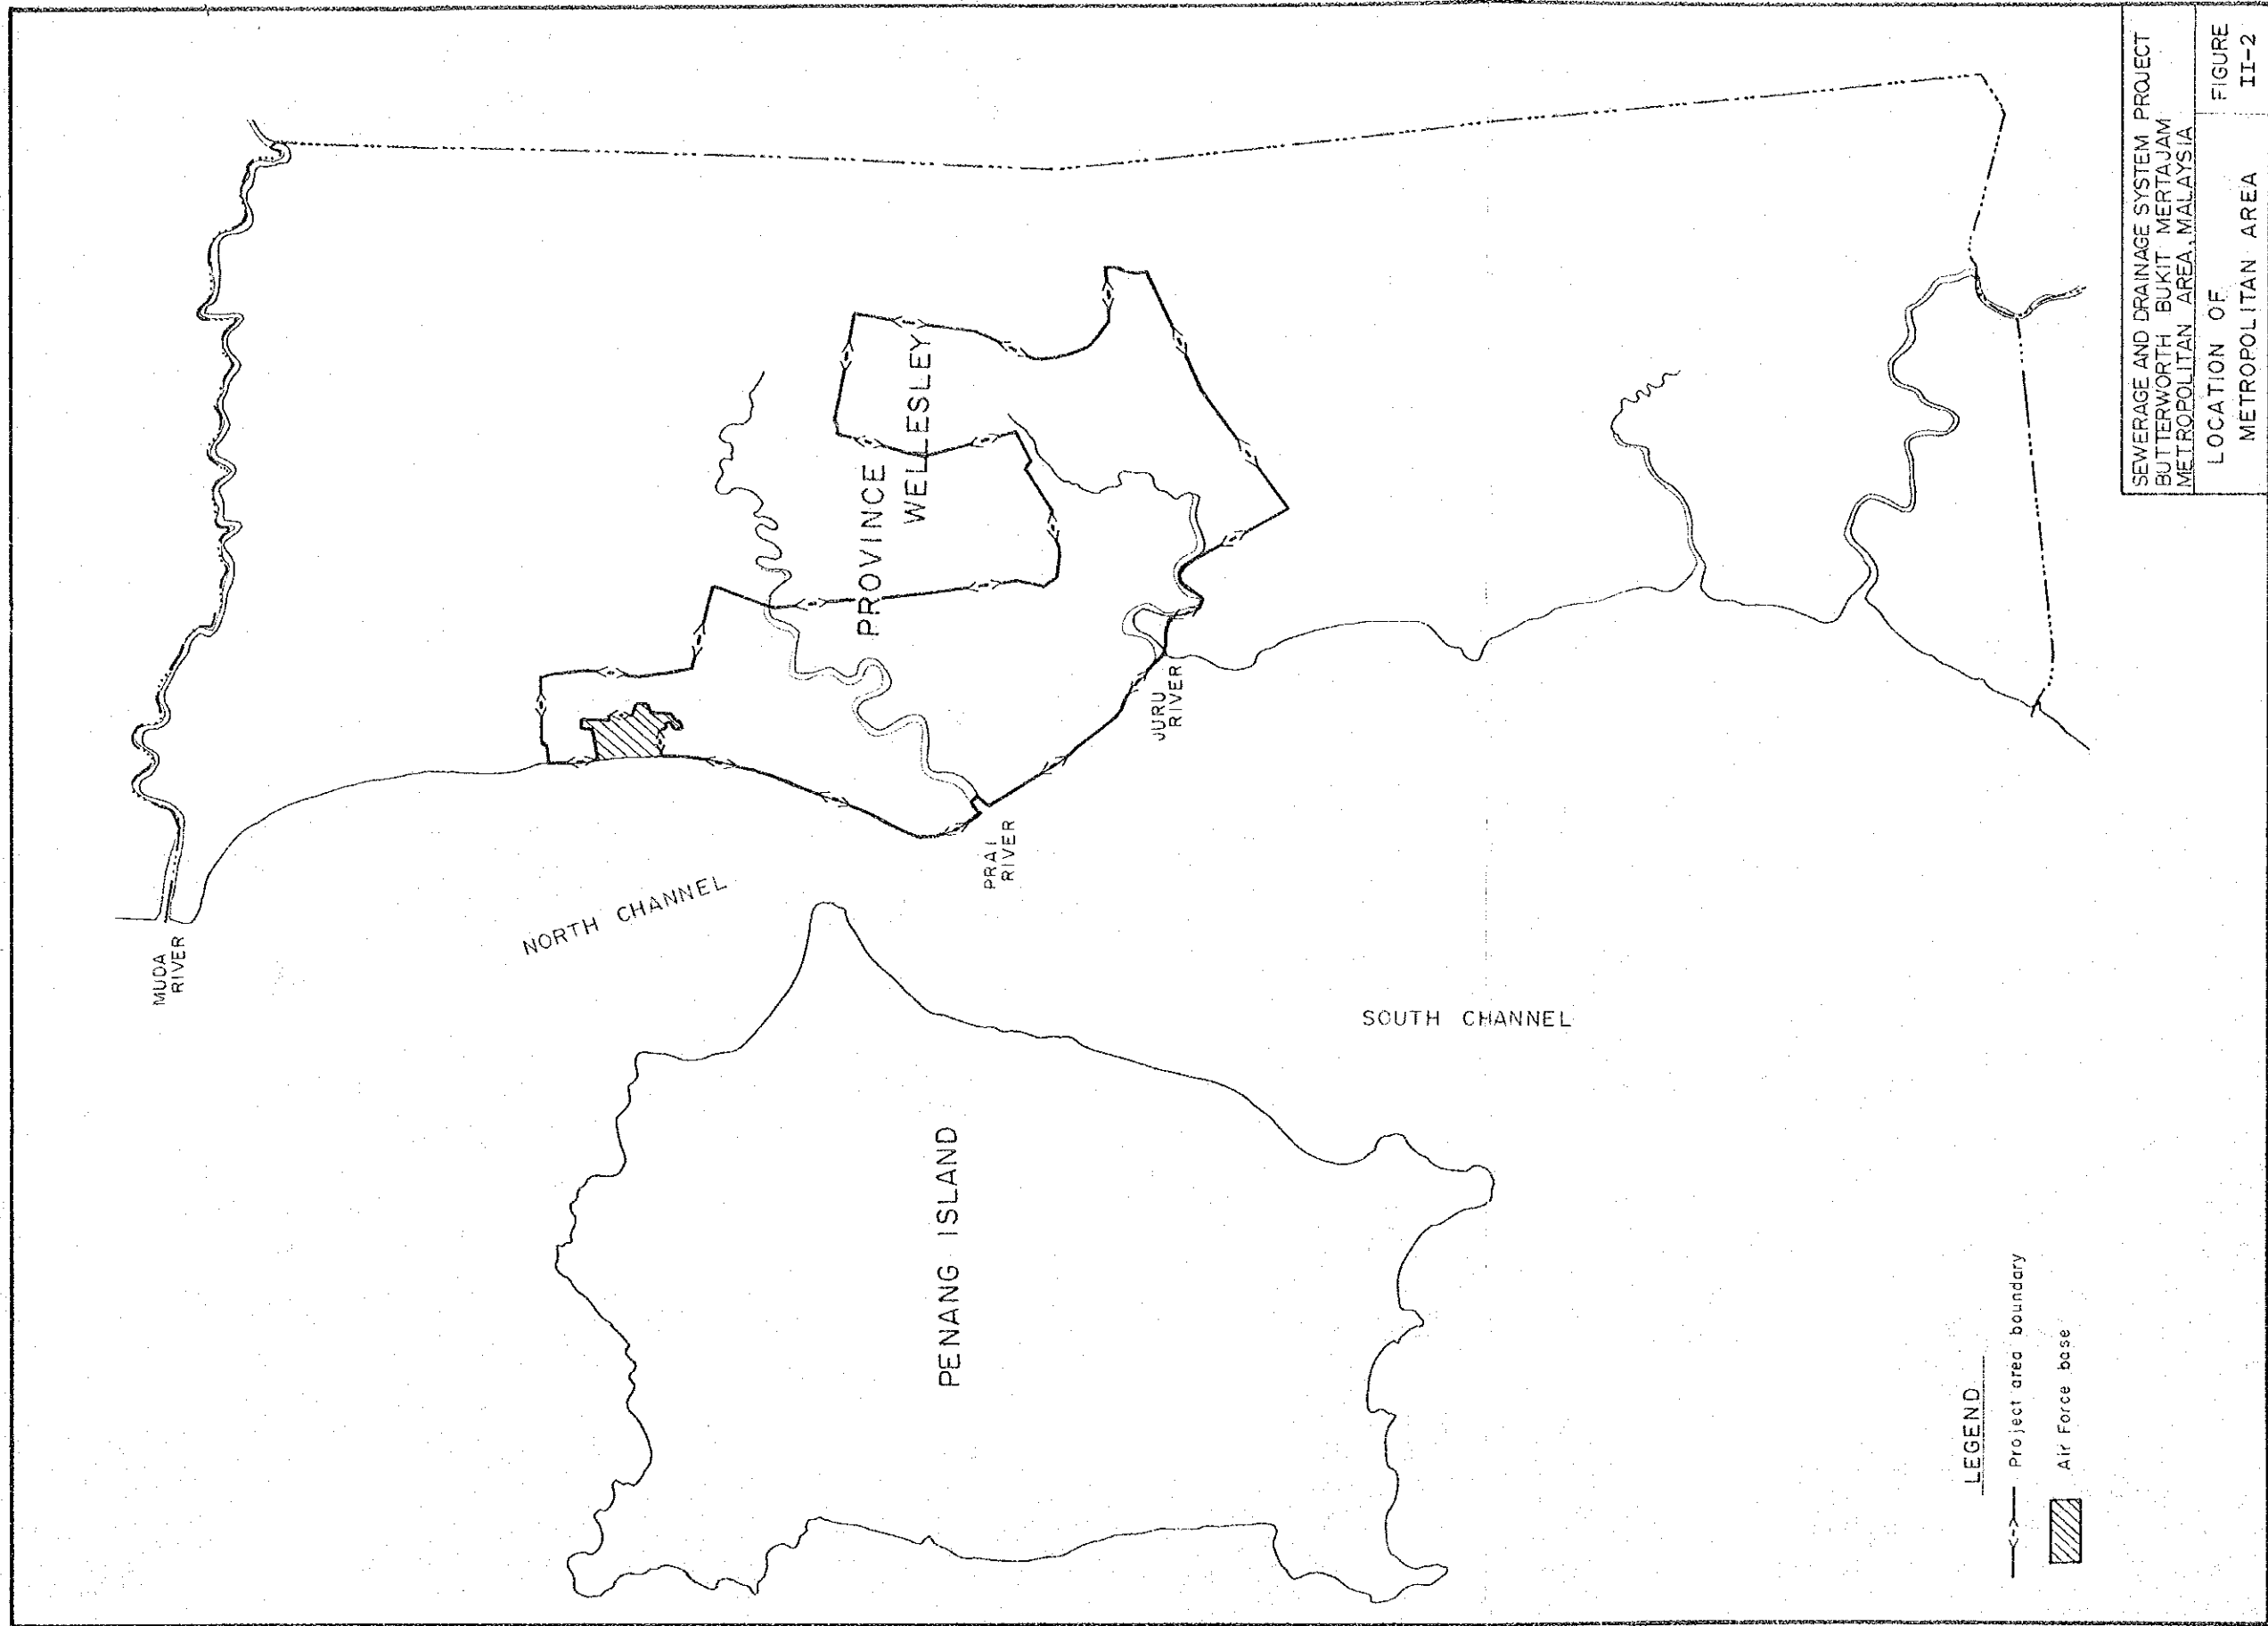 MUDA
RIVER
NORTH CHANNEL
PRAI
RIVER
JURU
RIVER
PROVINCE
WELLESLEY
SOUTH CHANNEL
PENANG ISLAND
LEGEND
Project area boundary
Air Force base
SEWERAGE AND DRAINAGE SYSTEM PROJECT
BUTTERWORTH BUKIT MERTAJAM
METROPOLITAN AREA, MALAYSIA
LOCATION OF
METROPOLITAN AREA
FIGURE
II-2